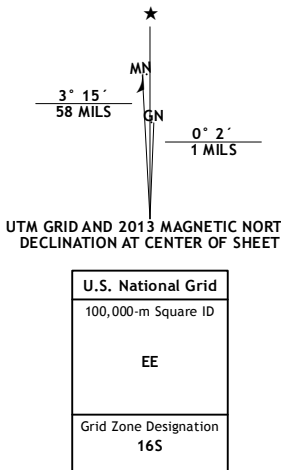 ★
MN
3° 15´
58 MILS
GN
0° 2´
1 MILS
UTM GRID AND 2013 MAGNETIC NORT
DECLINATION AT CENTER OF SHEET
U.S. National Grid
100,000-m Square ID
EE
Grid Zone Designation
16S